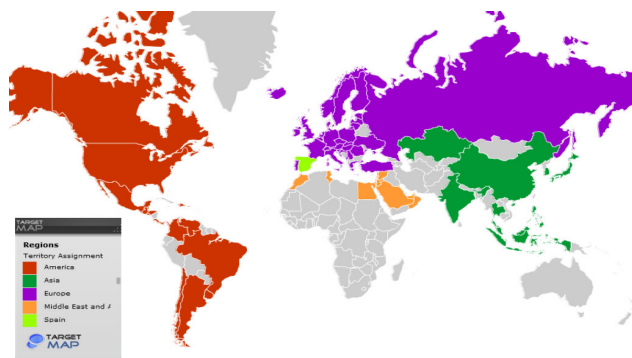 TARGET
MAP
Regions
Territory Assignment
America
Asia
Europe
Middle East and A
Spain
TARGET
MAP